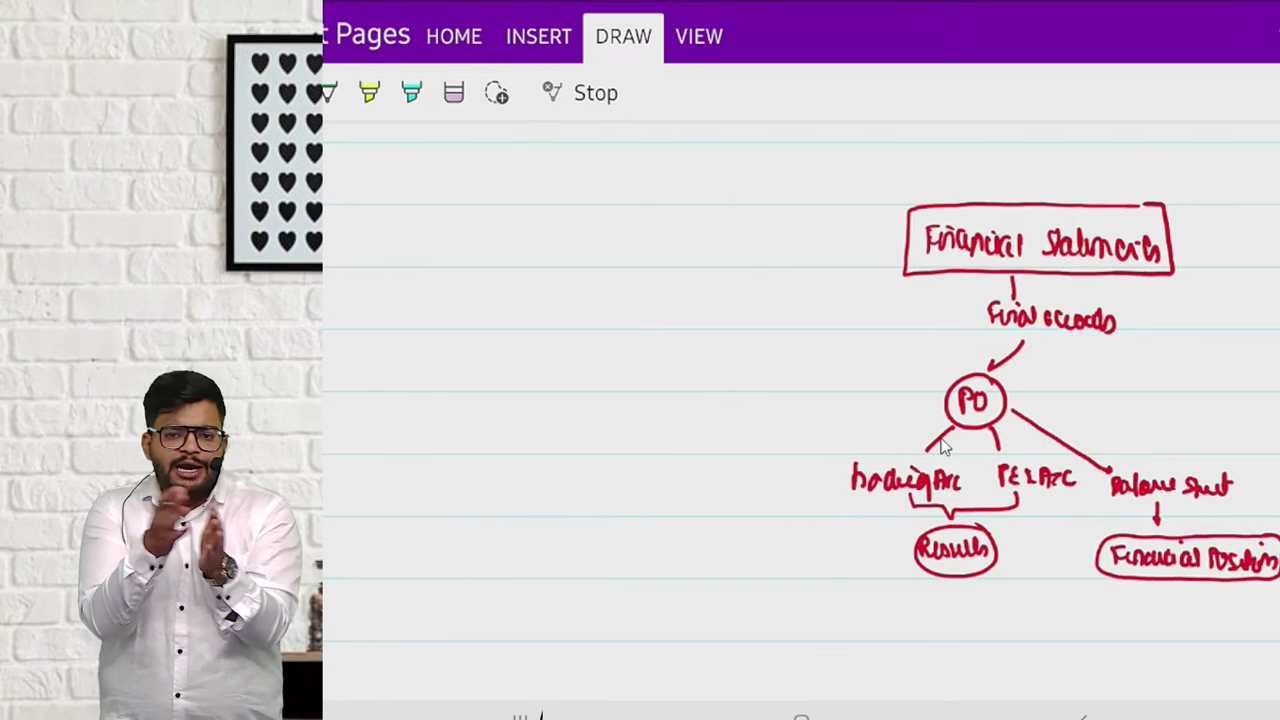 t Pages HOME INSERT DRAW VIEW
Stop
Financial Statements
Final accounts
PO
Trading A/c P&L A/c Balance Sheet
Results Financial Position